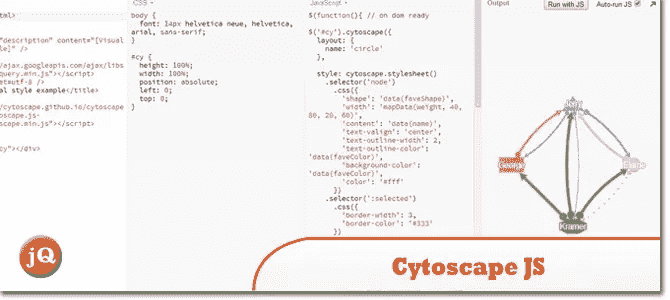 CSS
JavaScript
Output
Run with JS
Auto-run JS
html>
"description" content="[Visual
le]" />
/ajax.googleapis.com/ajax/libs
query.min.js"></script>
et=utf-8 />
al style example</title>
/cytoscape.github.io/cytoscape
oscape.js-
scape.min.js"></script>
cy"></div>
body {
font: 14px helvetica neue, helvetica,
arial, sans-serif;
}
#cy {
height: 100%;
width: 100%;
position: absolute;
left: 0;
top: 0;
}
$(function(){ // on dom ready
$('#cy').cytoscape({
layout: {
name: 'circle'
},
style: cytoscape.stylesheet()
.selector('node')
.css({
'shape': 'data(faveShape)',
'width': 'mapData(weight, 40,
80, 20, 60)',
'content': 'data(name)',
'text-valign': 'center',
'text-outline-width': 2,
'text-outline-color':
'data(faveColor)',
'background-color':
'data(faveColor)',
'color': '#fff'
})
.selector(':selected')
.css({
'border-width': 3,
'border-color': '#333'
})
Kramer
jQ
Cytoscape JS